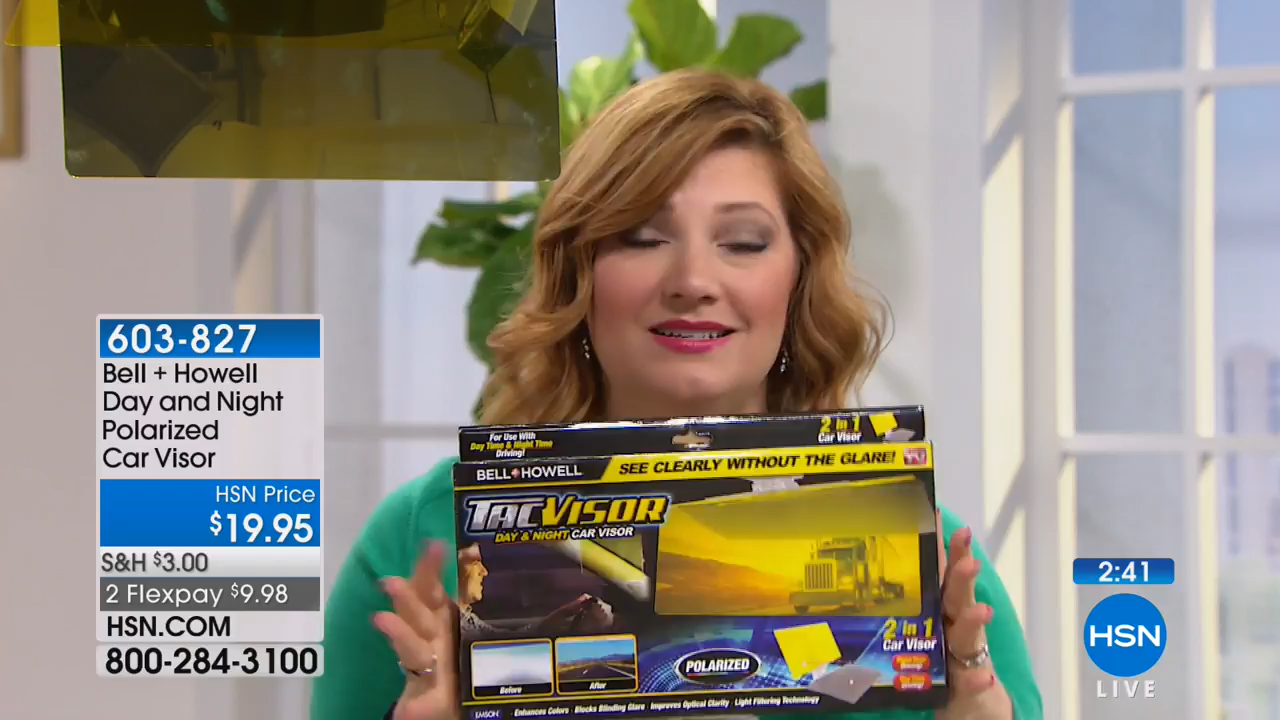 603-827
Bell + Howell
Day and Night
Polarized
Car Visor
HSN Price
$19.95
S&H $3.00
2 Flexpay $9.98
HSN.COM
800-284-3100
For Use With
Day Time & Night Time
Driving!
2 in 1
Car Visor
BELL+HOWELL
SEE CLEARLY WITHOUT THE GLARE!
TACVISOR
DAY & NIGHT CAR VISOR
2 in 1
Car Visor
POLARIZED
Before
After
EMSON
Enhances Colors · Blocks Blinding Glare · Improves Optical Clarity · Light Filtering Technology
2:41
HSN
LIVE